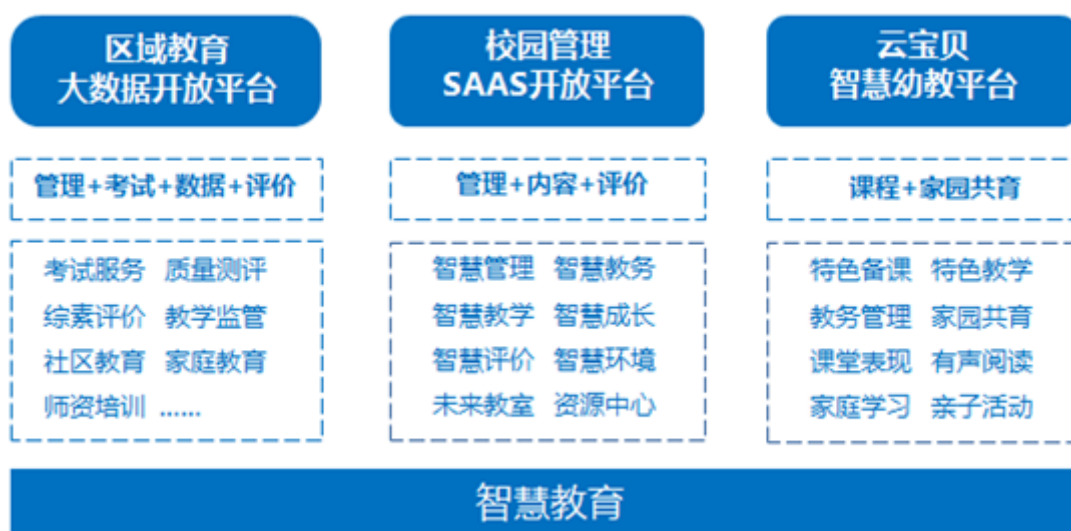 区域教育
大数据开放平台
管理+考试+数据+评价
考试服务 质量测评
综素评价 教学监管
社区教育 家庭教育
师资培训 ......
校园管理
SAAS开放平台
管理+内容+评价
智慧管理 智慧教务
智慧教学 智慧成长
智慧评价 智慧环境
未来教室 资源中心
云宝贝
智慧幼教平台
课程+家园共育
特色备课 特色教学
教务管理 家园共育
课堂表现 有声阅读
家庭学习 亲子活动
智慧教育